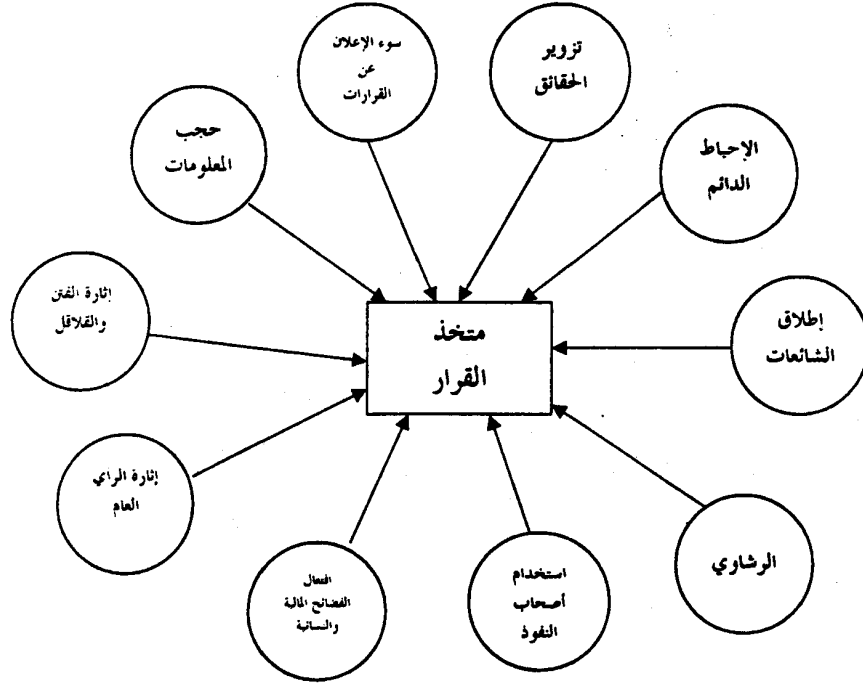 سوء الإعلان
عن
القرارات
تزوير
الحقائق
حجب
المعلومات
الإحباط
الدائم
إثارة الفتن
والقلاقل
متخذ
القرار
إطلاق
الشائعات
إثارة الراي
العام
افتعال
الفضائح المالية
والنسائية
استخدام
أصحاب
النفوذ
الرشاوي